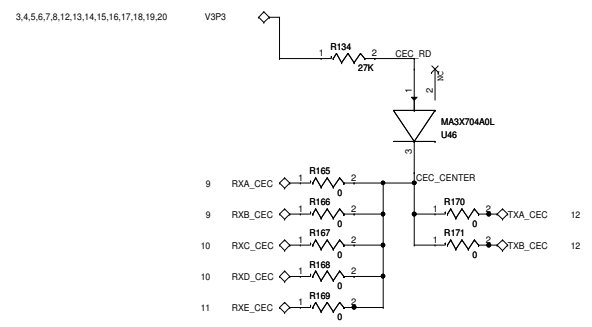 3,4,5,6,7,8,12,13,14,15,16,17,18,19,20 V3P3
R134
1 2 CEC_RD
27K
NC
1 2
MA3X704A0L
U46
3
CEC_CENTER
R165
9 RXA_CEC 1 2
0
R166 R170
9 RXB_CEC 1 2 1 2 TXA_CEC 12
0 0
R167 R171
10 RXC_CEC 1 2 1 2 TXB_CEC 12
0 0
R168
10 RXD_CEC 1 2
0
R169
11 RXE_CEC 1 2
0